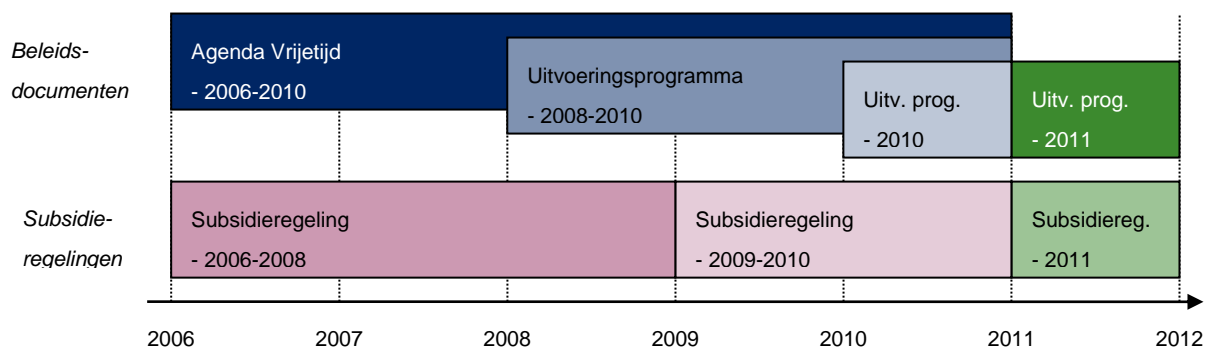 Beleids-
documenten
Agenda Vrijetijd
- 2006-2010
Uitvoeringsprogramma
- 2008-2010
Uitv. prog.
- 2010
Uitv. prog.
- 2011
Subsidie-
regelingen
Subsidieregeling
- 2006-2008
Subsidieregeling
- 2009-2010
Subsidiereg.
- 2011
2006 2007 2008 2009 2010 2011 2012